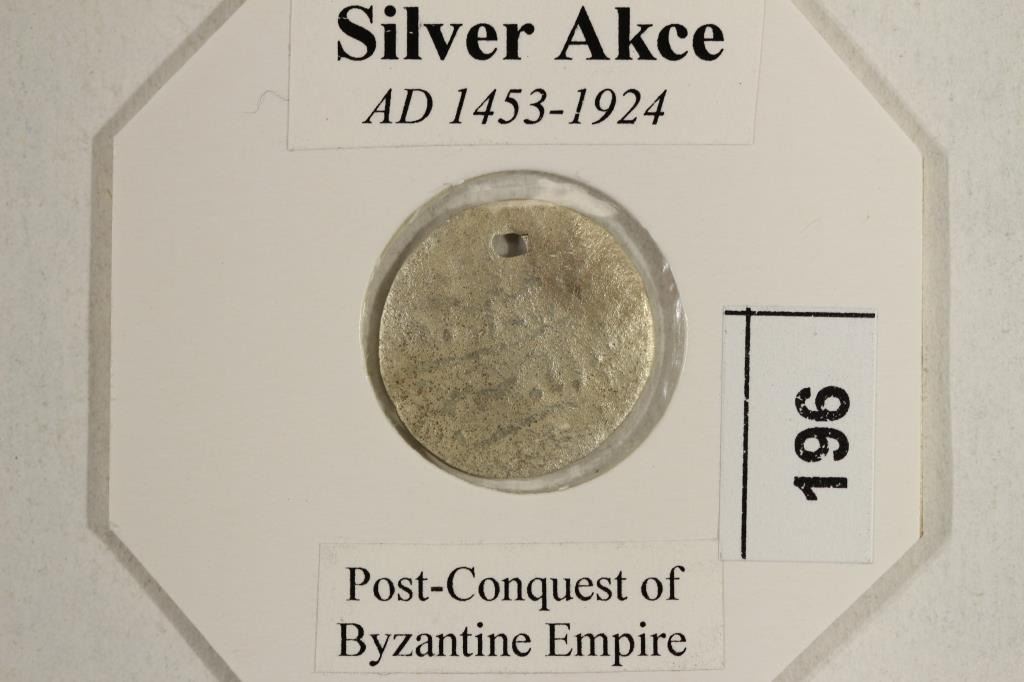 Silver Akce
AD 1453-1924
196
Post-Conquest of
Byzantine Empire